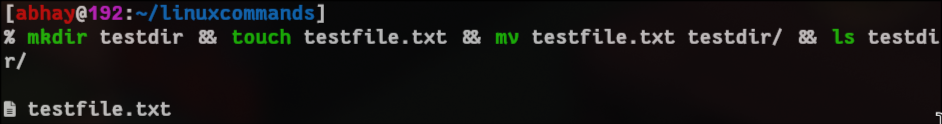 [abhay@192:~/linuxcommands]
% mkdir testdir && touch testfile.txt && mv testfile.txt testdir/ && ls testdi
r/
testfile.txt